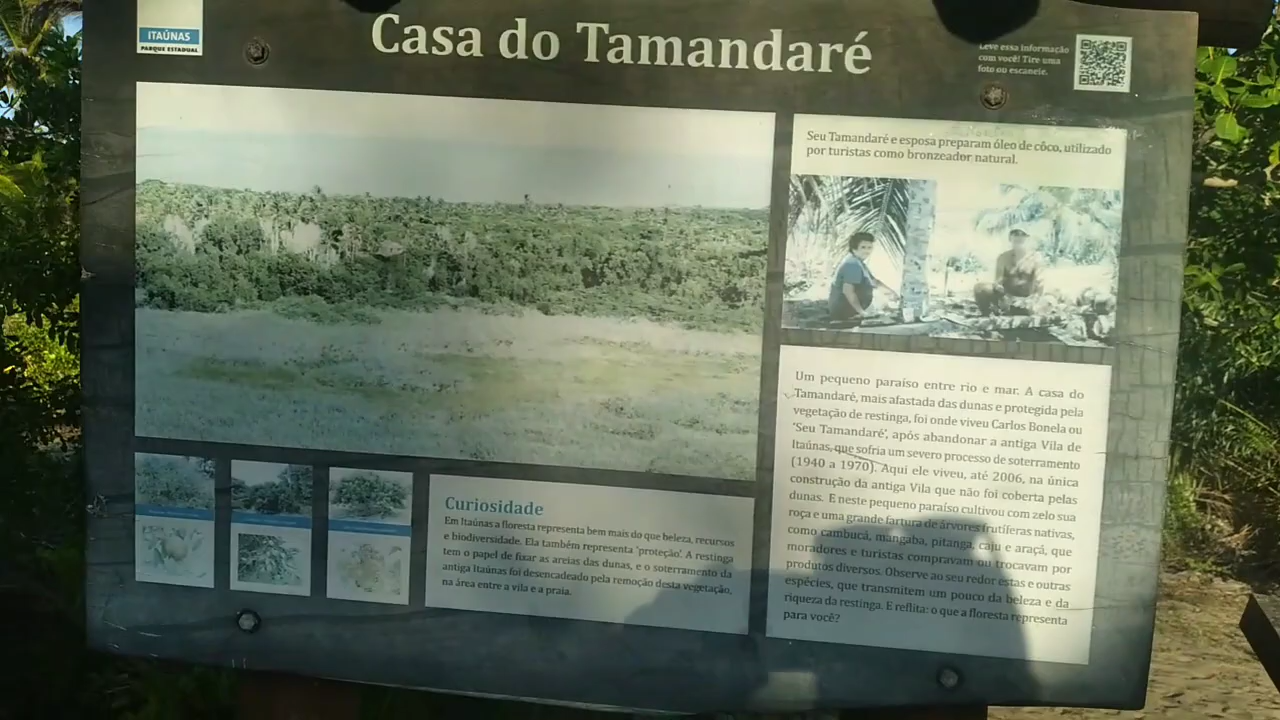 ITAÚNAS
PARQUE ESTADUAL
Casa do Tamandaré
Leve essa informação
com você! Tire uma
foto ou escaneie.
Seu Tamandaré e esposa preparam óleo de côco, utilizado
por turistas como bronzeador natural.
Um pequeno paraíso entre rio e mar. A casa do
Tamandaré, mais afastada das dunas e protegida pela
vegetação de restinga, foi onde viveu Carlos Bonela ou
'Seu Tamandaré', após abandonar a antiga Vila de
Itaúnas, que sofria um severo processo de soterramento
(1940 a 1970). Aqui ele viveu, até 2006, na única
construção da antiga Vila que não foi coberta pelas
dunas. E neste pequeno paraíso cultivou com zelo sua
roça e uma grande fartura de árvores frutíferas nativas,
como cambucá, mangaba, pitanga, caju e araçá, que
moradores e turistas compravam ou trocavam por
produtos diversos. Observe ao seu redor estas e outras
espécies, que transmitem um pouco da beleza e da
riqueza da restinga. E reflita: o que a floresta representa
para você?
Curiosidade
Em Itaúnas a floresta representa bem mais do que beleza, recursos
e biodiversidade. Ela também representa 'proteção'. A restinga
tem o papel de fixar as areias das dunas, e o soterramento da
antiga Itaúnas foi desencadeado pela remoção desta vegetação,
na área entre a vila e a praia.